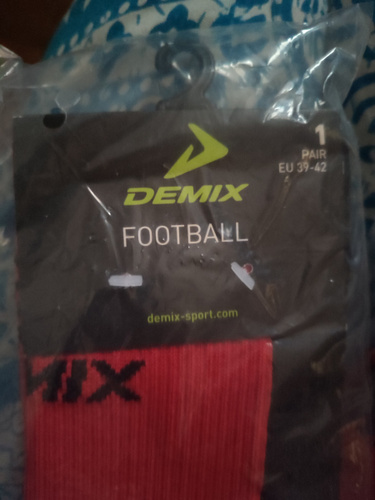 1
PAIR
EU 39-42
DEMIX
FOOTBALL
demix-sport.com
MIX